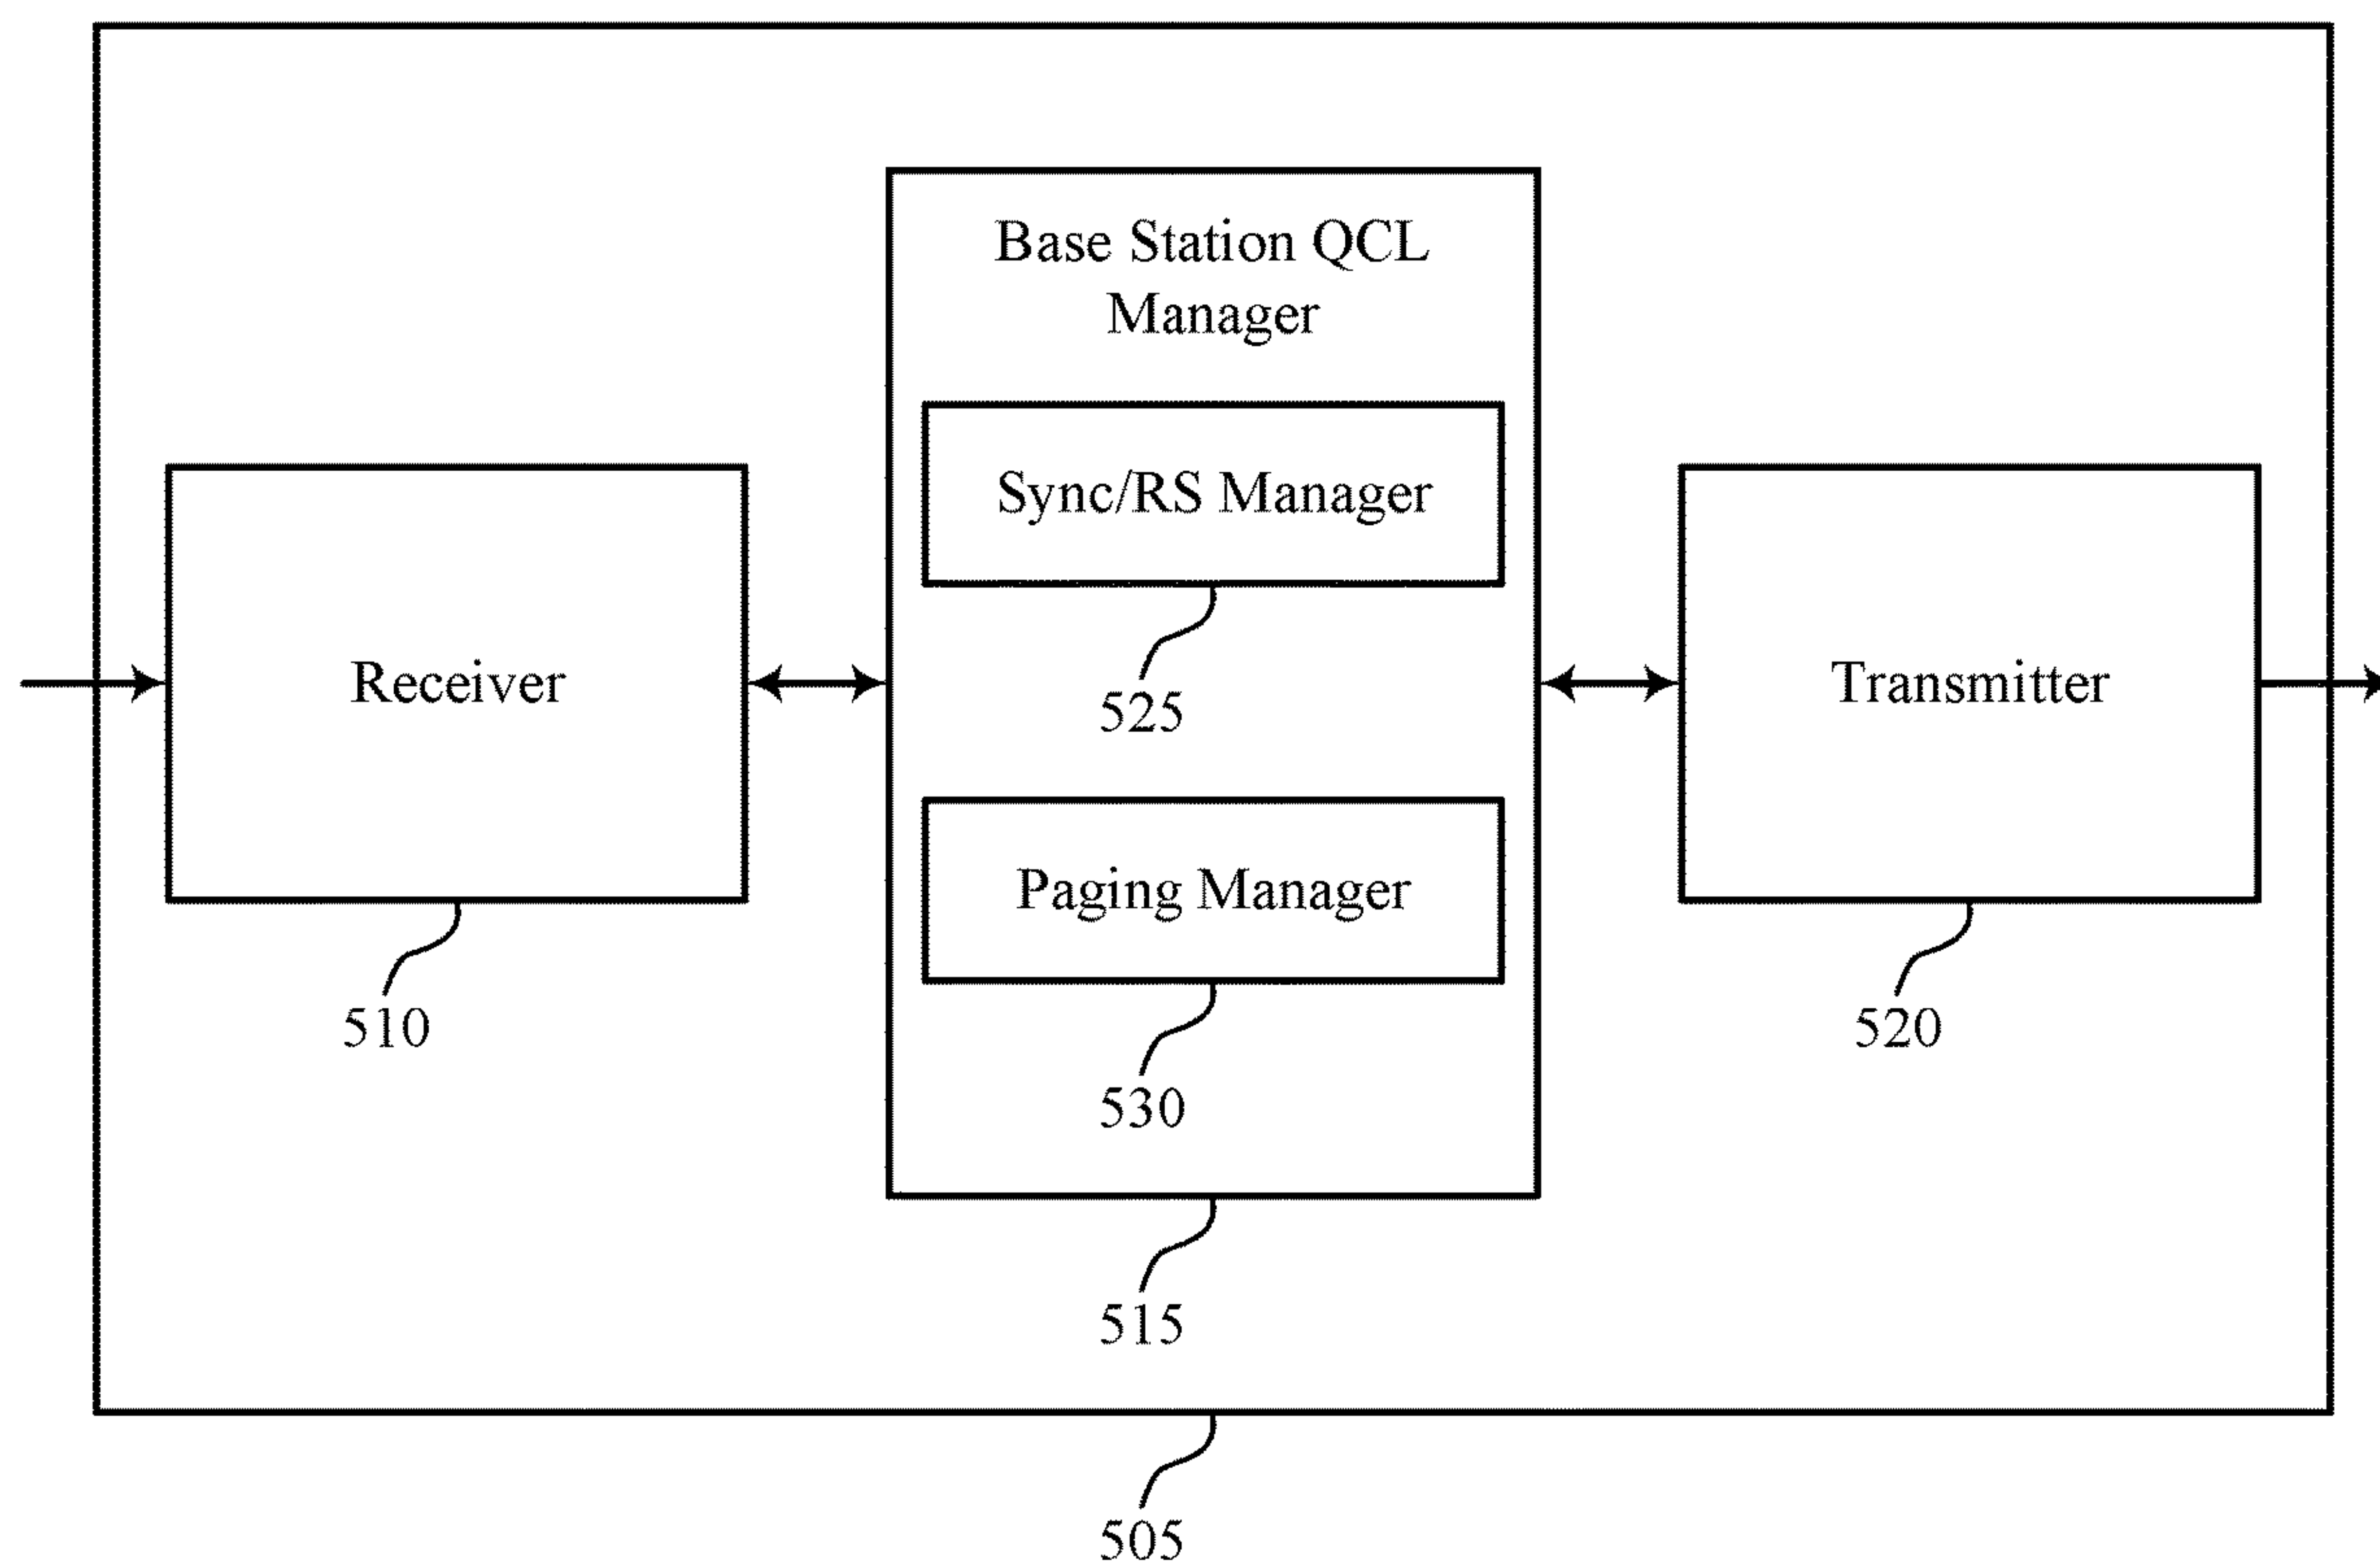 Base Station QCL
Manager
Sync/RS Manager
525
Receiver
510
Transmitter
520
Paging Manager
530
515
505